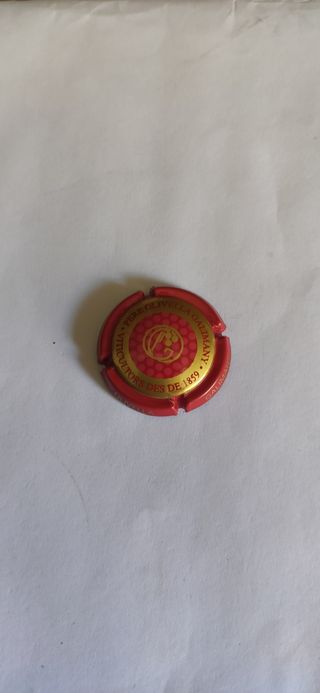 · PERE OLIVELLA GALIMANY ·
VITICULTORS DES DE 1859